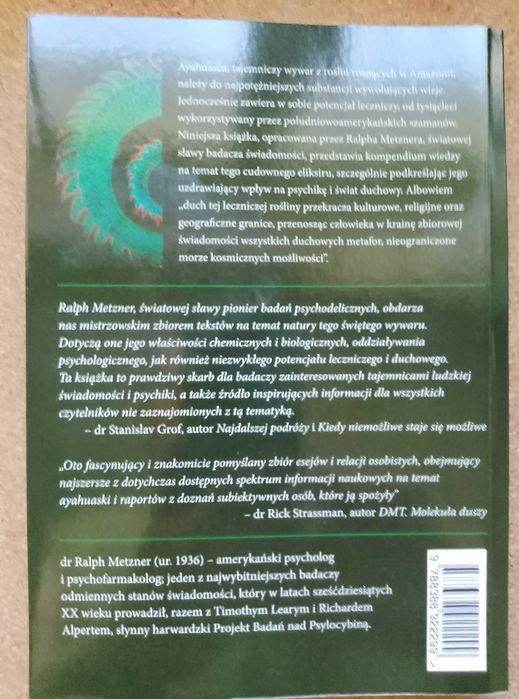 Ayahuasca, tajemniczy wywar z roślin rosnących w Amazonii,
należy do najpotężniejszych substancji wywołujących wizje.
Jednocześnie zawiera w sobie potencjał leczniczy, od tysiącleci
wykorzystywany przez południowoamerykańskich szamanów.
Niniejsza książka, opracowana przez Ralpha Metznera, światowej
sławy badacza świadomości, przedstawia kompendium wiedzy
na temat tego cudownego eliksiru, szczególnie podkreślając jego
uzdrawiający wpływ na psychikę i świat duchowy. Albowiem
„duch tej leczniczej rośliny przekracza kulturowe, religijne oraz
geograficzne granice, przenosząc człowieka w krainę zbiorowej
świadomości wszystkich duchowych metafor, nieograniczone
morze kosmicznych możliwości”.
Ralph Metzner, światowej sławy pionier badań psychodelicznych, obdarza
nas mistrzowskim zbiorem tekstów na temat natury tego świętego wywaru.
Dotyczą one jego właściwości chemicznych i biologicznych, oddziaływania
psychologicznego, jak również niezwykłego potencjału leczniczego i duchowego.
Ta książka to prawdziwy skarb dla badaczy zainteresowanych tajemnicami ludzkiej
świadomości i psychiki, a także źródło inspirujących informacji dla wszystkich
czytelników nie zaznajomionych z tą tematyką.
– dr Stanislav Grof, autor Najdalszej podróży i Kiedy niemożliwe staje się możliwe
„Oto fascynujący i znakomicie pomyślany zbiór esejów i relacji osobistych, obejmujący
najszersze z dotychczas dostępnych spektrum informacji naukowych na temat
ayahuaski i raportów z doznań subiektywnych osób, które ją spożyły”
– dr Rick Strassman, autor DMT. Molekuła duszy
dr Ralph Metzner (ur. 1936) – amerykański psycholog
i psychofarmakolog; jeden z najwybitniejszych badaczy
odmiennych stanów świadomości, który w latach sześćdziesiątych
XX wieku prowadził, razem z Timothym Learym i Richardem
Alpertem, słynny harwardzki Projekt Badań nad Psylocybiną.
9 788388 922299 >